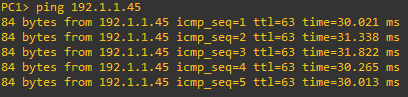 PC1> ping 192.1.1.45
84 bytes from 192.1.1.45 icmp_seq=1 ttl=63 time=30.021 ms
84 bytes from 192.1.1.45 icmp_seq=2 ttl=63 time=31.338 ms
84 bytes from 192.1.1.45 icmp_seq=3 ttl=63 time=31.822 ms
84 bytes from 192.1.1.45 icmp_seq=4 ttl=63 time=30.265 ms
84 bytes from 192.1.1.45 icmp_seq=5 ttl=63 time=30.013 ms